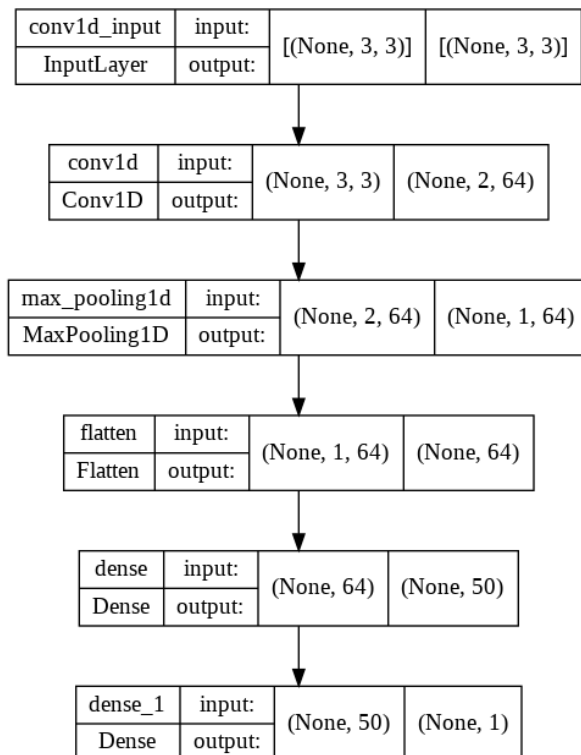 conv1d_input input: [(None, 3, 3)] [(None, 3, 3)]
InputLayer output:
conv1d input: (None, 3, 3) (None, 2, 64)
Conv1D output:
max_pooling1d input: (None, 2, 64) (None, 1, 64)
MaxPooling1D output:
flatten input: (None, 1, 64) (None, 64)
Flatten output:
dense input: (None, 64) (None, 50)
Dense output:
dense_1 input: (None, 50) (None, 1)
Dense output: